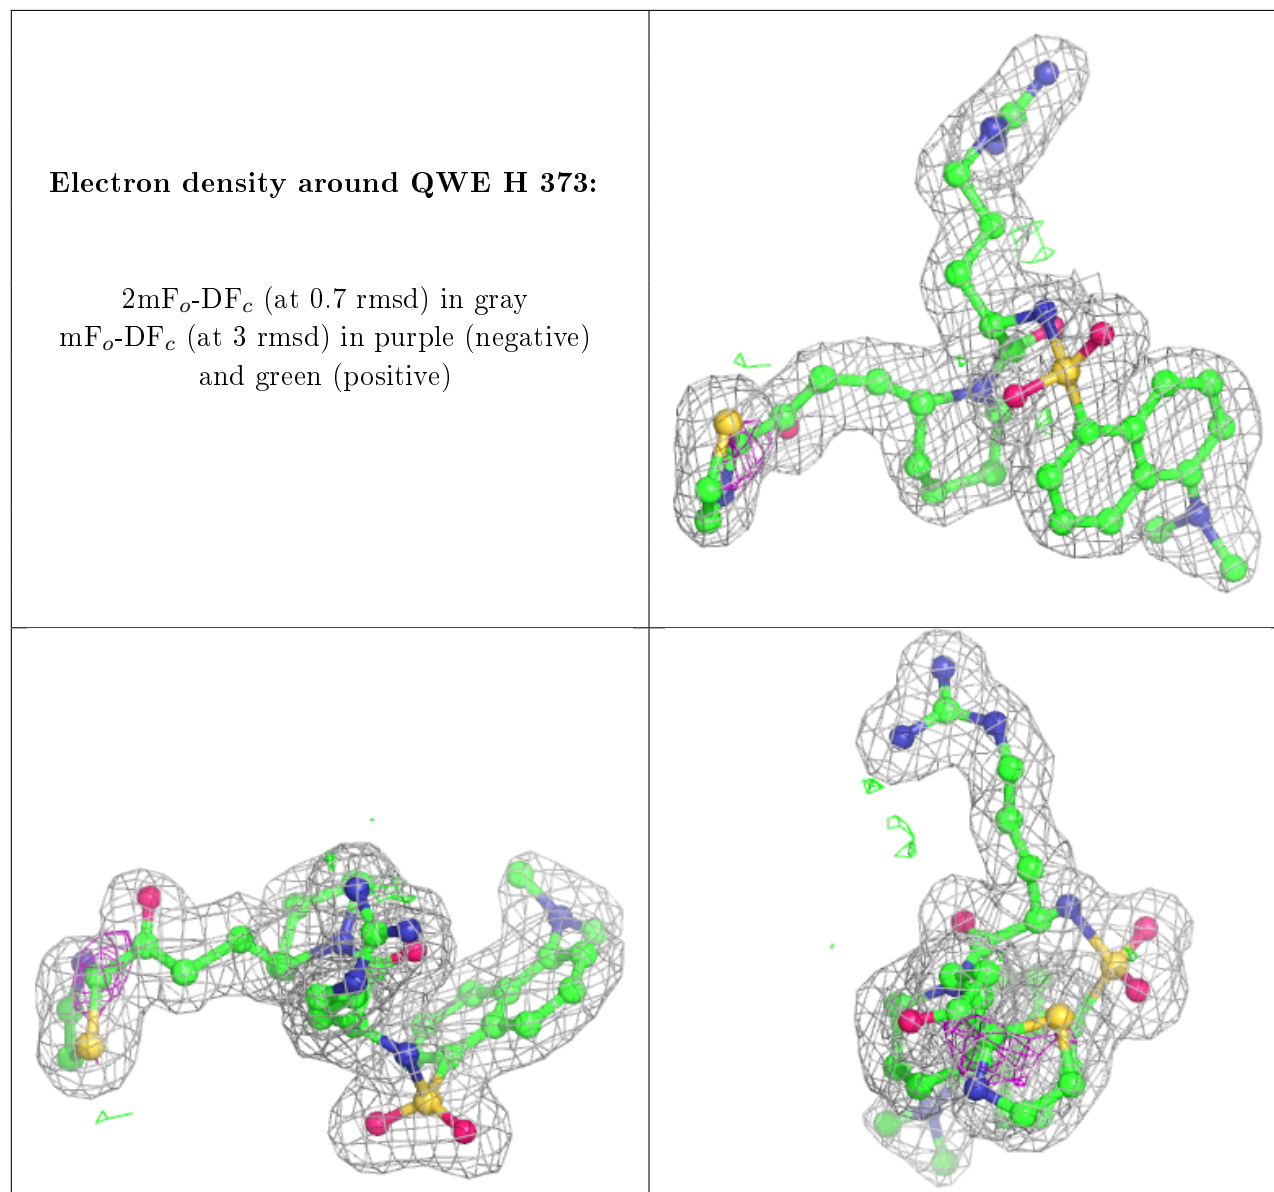 Electron density around QWE H 373:
2mFo-DFc (at 0.7 rmsd) in gray
mFo-DFc (at 3 rmsd) in purple (negative)
and green (positive)